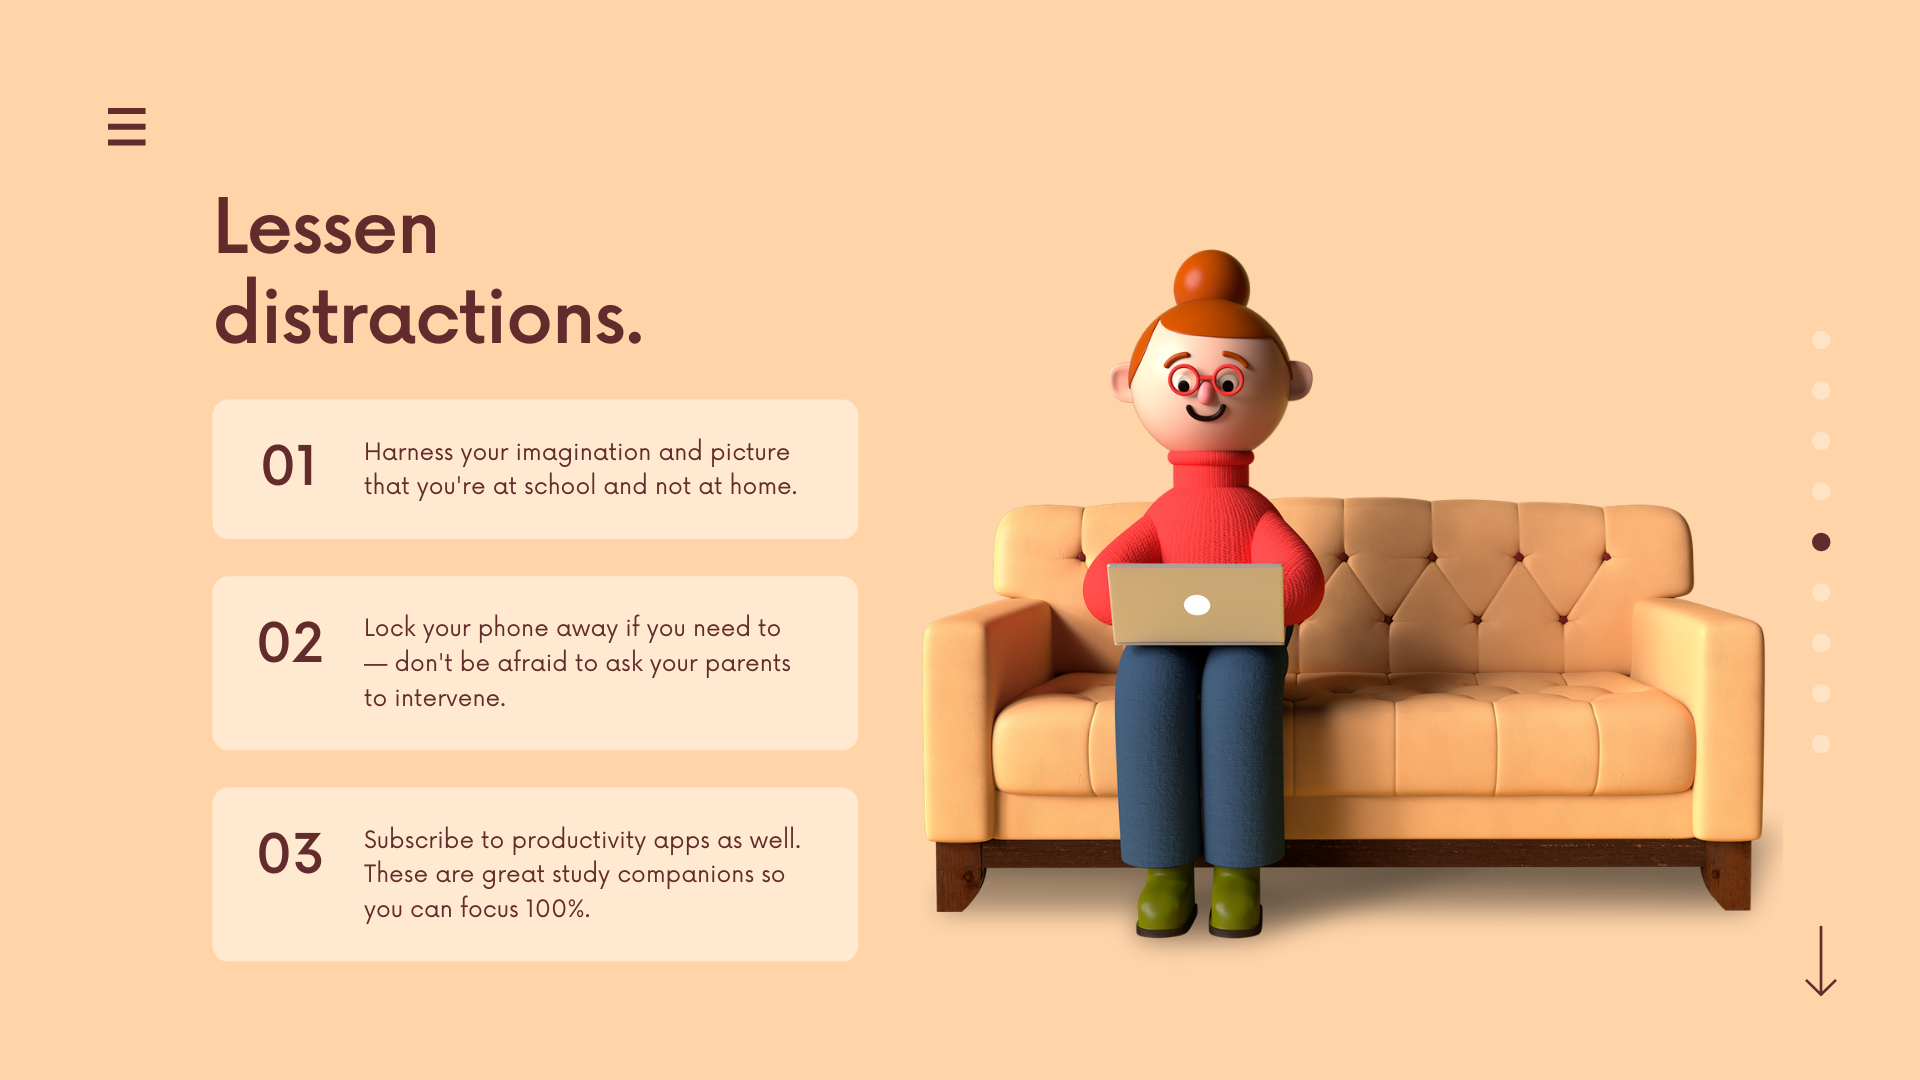 Lessen
distractions.
01
Harness your imagination and picture
that you're at school and not at home.
02
Lock your phone away if you need to
— don't be afraid to ask your parents
to intervene.
03
Subscribe to productivity apps as well.
These are great study companions so
you can focus 100%.